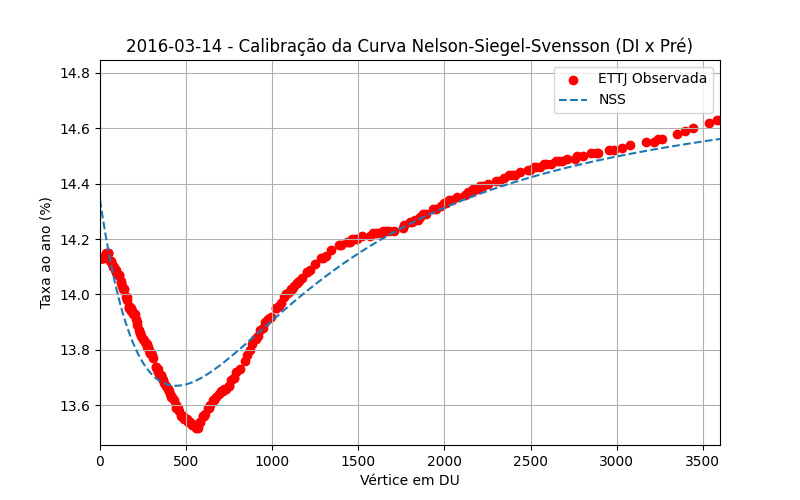 2016-03-14 - Calibração da Curva Nelson-Siegel-Svensson (DI x Pré)
ETTJ Observada
NSS
Taxa ao ano (%)
14.8
14.6
14.4
14.2
14.0
13.8
13.6
0 500 1000 1500 2000 2500 3000 3500
Vértice em DU